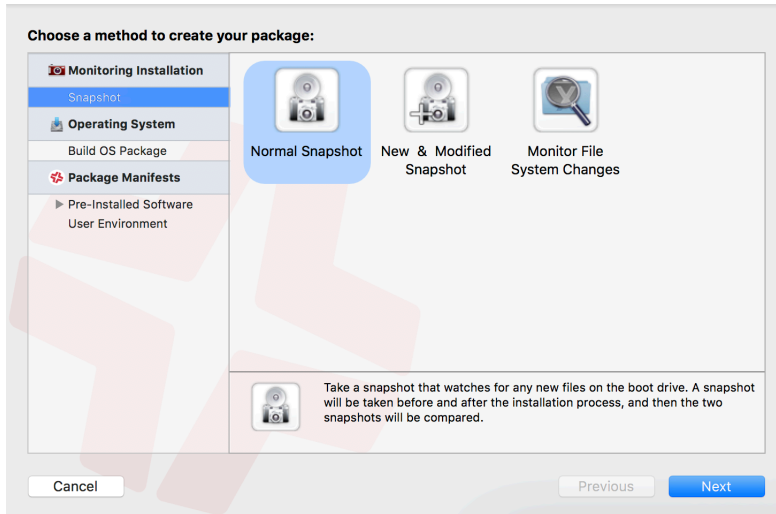 Choose a method to create your package:
Monitoring Installation
Snapshot
Operating System
Build OS Package
Package Manifests
Pre-Installed Software
User Environment
Normal Snapshot
New & Modified
Snapshot
Monitor File
System Changes
Take a snapshot that watches for any new files on the boot drive. A snapshot
will be taken before and after the installation process, and then the two
snapshots will be compared.
Cancel
Previous
Next